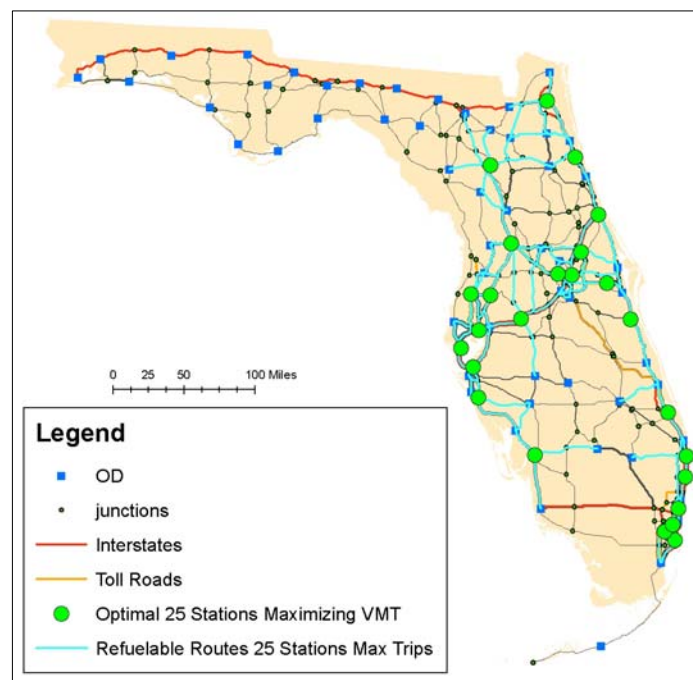 0 25 50 100 Miles
Legend
OD
junctions
Interstates
Toll Roads
Optimal 25 Stations Maximizing VMT
Refuelable Routes 25 Stations Max Trips